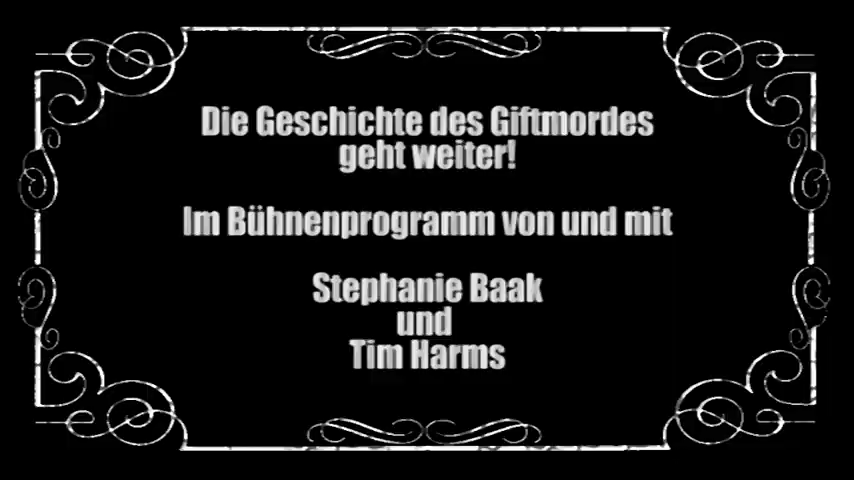 Die Geschichte des Giftmordes
geht weiter!
Im Bühnenprogramm von und mit
Stephanie Baak
und
Tim Harms